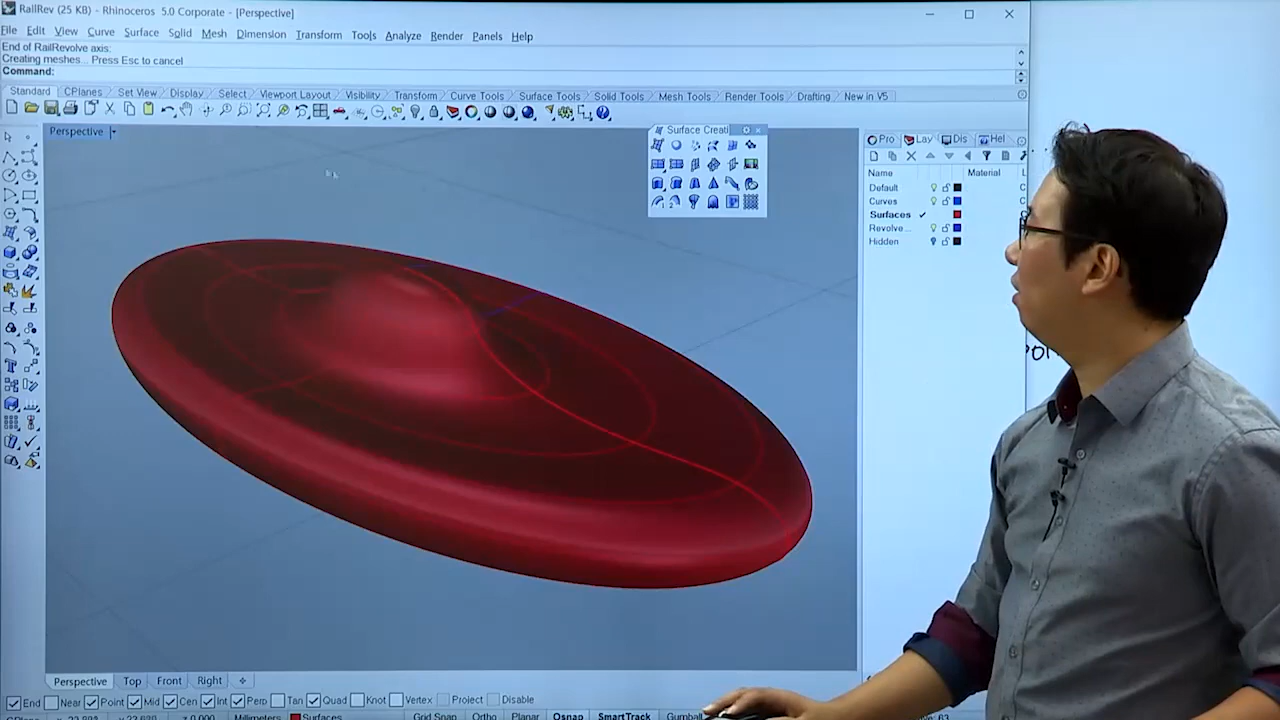 RailRev (25 KB) - Rhinoceros 5.0 Corporate - [Perspective]
File Edit View Curve Surface Solid Mesh Dimension Transform Tools Analyze Render Panels Help
End of RailRevolve axis:
Creating meshes... Press Esc to cancel
Command:
Standard CPlanes Set View Display Select Viewport Layout Visibility Transform Curve Tools Surface Tools Solid Tools Mesh Tools Render Tools Drafting New in V5
Perspective
Surface Creati
Pro Lay Dis Hel
Name Material L
Default
Curves
Surfaces
Revolve...
Hidden
Perspective Top Front Right
End Near Point Mid Cen Int Perp Tan Quad Knot Vertex Project Disable
Millimeters Surfaces Grid Snap Ortho Planar Osnap SmartTrack Gumball